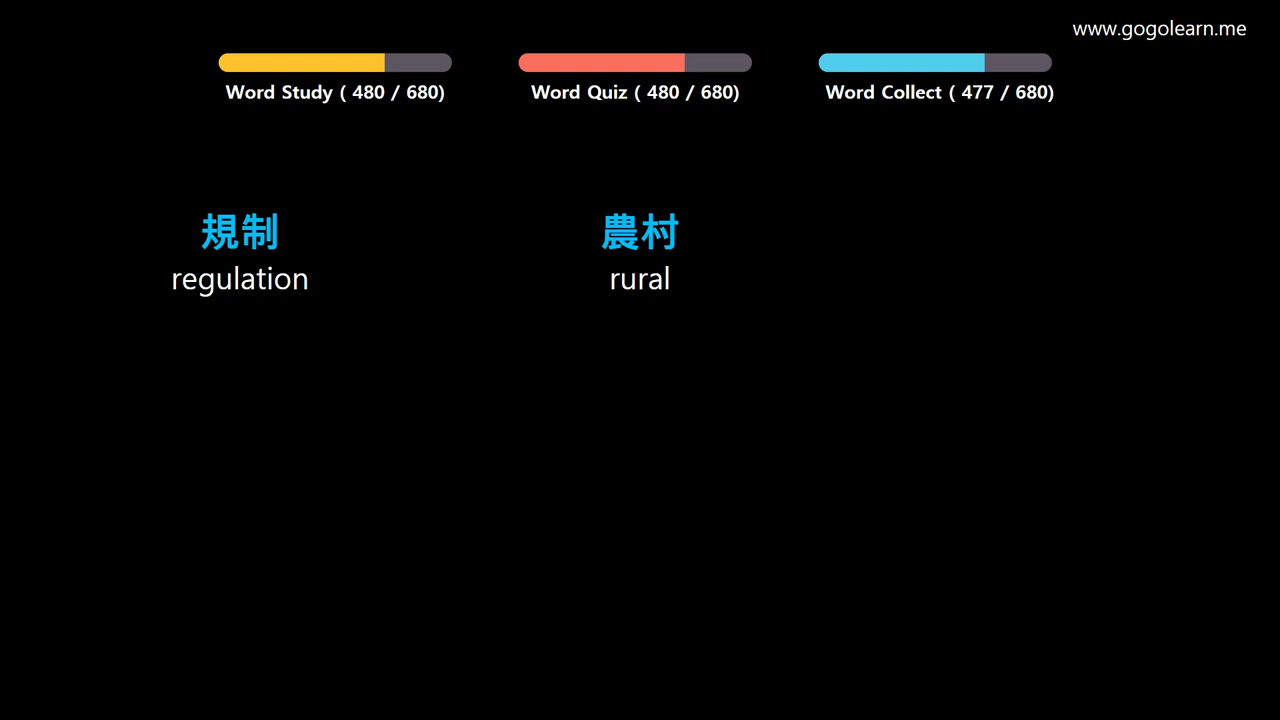 www.gogolearn.me
Word Study ( 480 / 680)
Word Quiz ( 480 / 680)
Word Collect ( 477 / 680)
規制
regulation
農村
rural